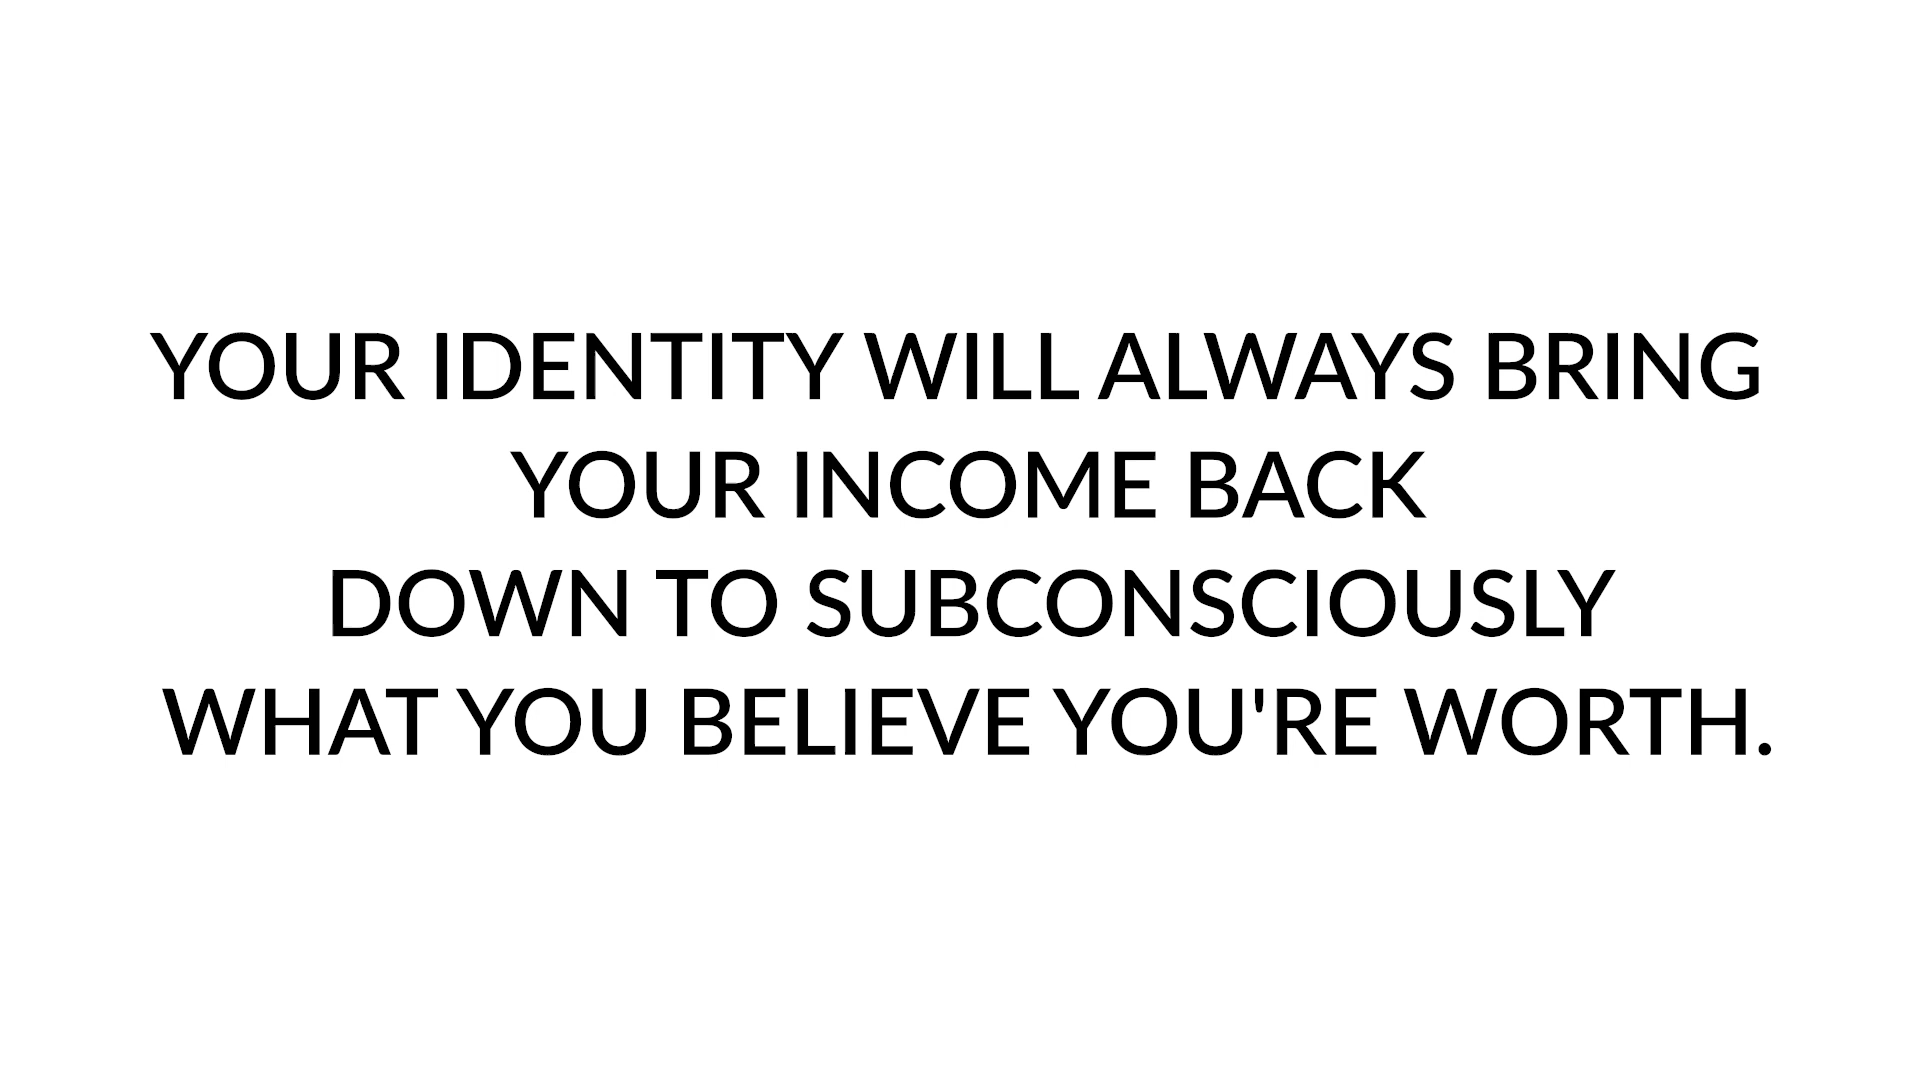 YOUR IDENTITY WILL ALWAYS BRING
YOUR INCOME BACK
DOWN TO SUBCONSCIOUSLY
WHAT YOU BELIEVE YOU'RE WORTH.